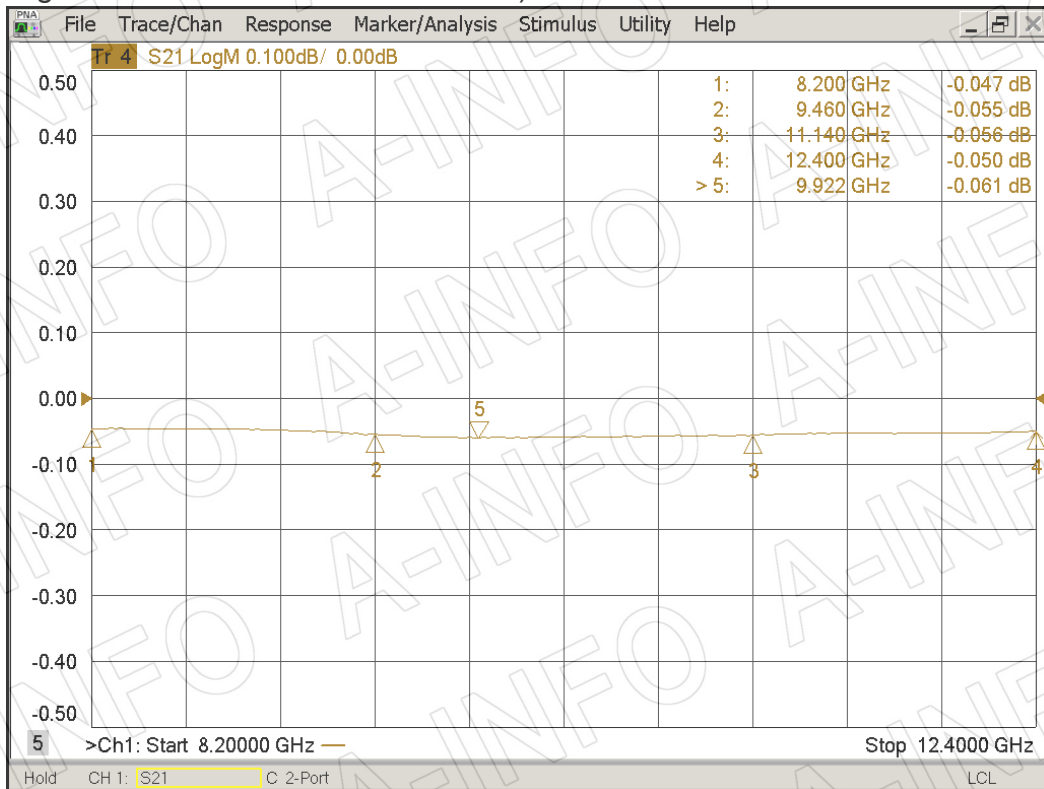 PNA File Trace/Chan Response Marker/Analysis Stimulus Utility Help
Tr 4 S21 LogM 0.100dB/ 0.00dB
1: 8.200 GHz -0.047 dB
2: 9.460 GHz -0.055 dB
3: 11.140 GHz -0.056 dB
4: 12.400 GHz -0.050 dB
> 5: 9.922 GHz -0.061 dB
0.50
0.40
0.30
0.20
0.10
0.00
-0.10
-0.20
-0.30
-0.40
-0.50
5
1
2
3
4
5 >Ch1: Start 8.20000 GHz — Stop 12.4000 GHz
Hold CH 1: S21 C 2-Port LCL
A-INFO